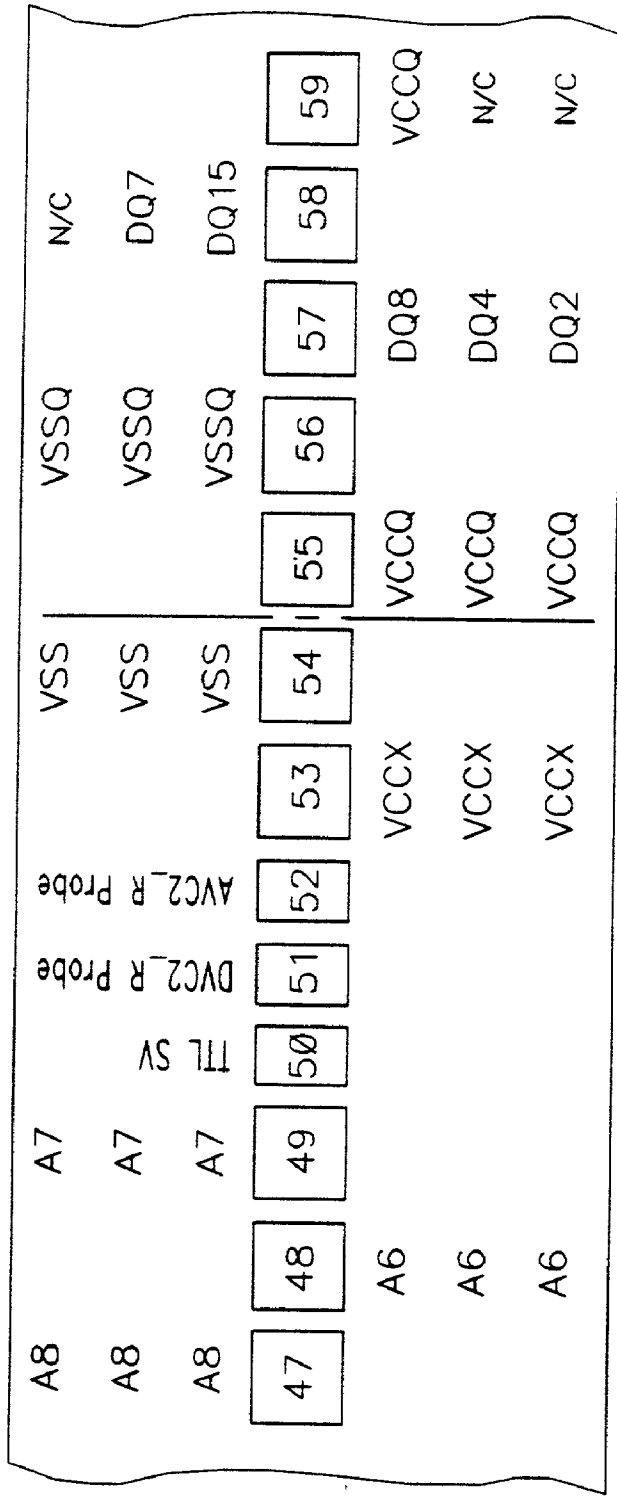 A8 A7 VSS VSSQ N/C
A8 A7 VSS VSSQ DQ7
A8 A7 TTL SV DVC2_R Probe AVC2_R Probe VSS VSSQ DQ15
47 48 49 50 51 52 53 54 55 56 57 58 59
A6 VCCX VCCQ DQ8 VCCQ
A6 VCCX VCCQ DQ4 N/C
A6 VCCX VCCQ DQ2 N/C